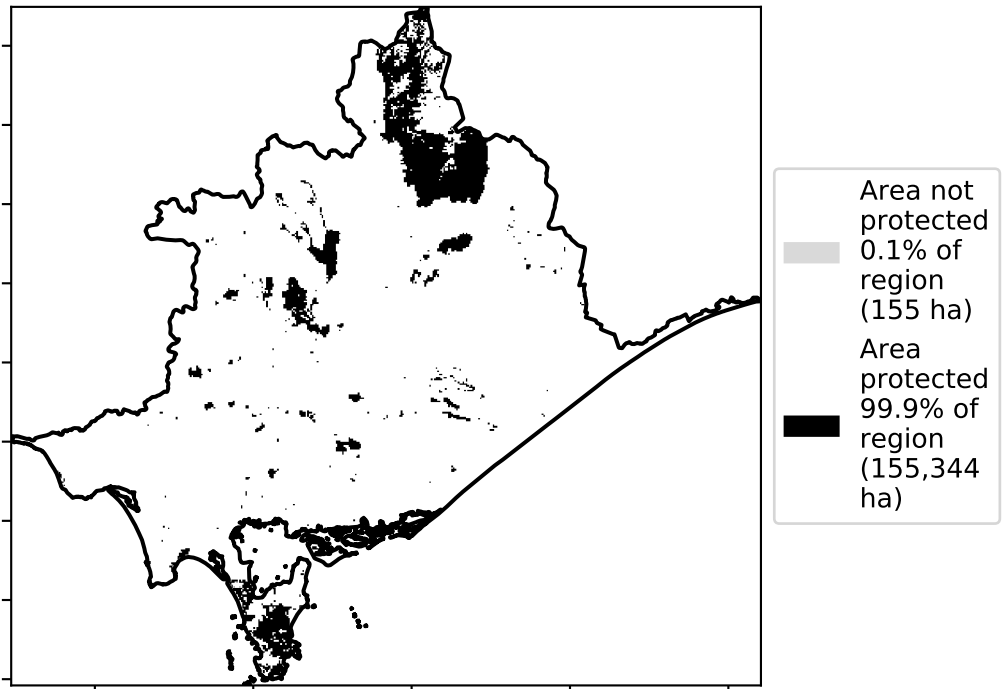 Area not
protected
0.1% of
region
(155 ha)
Area
protected
99.9% of
region
(155,344
ha)